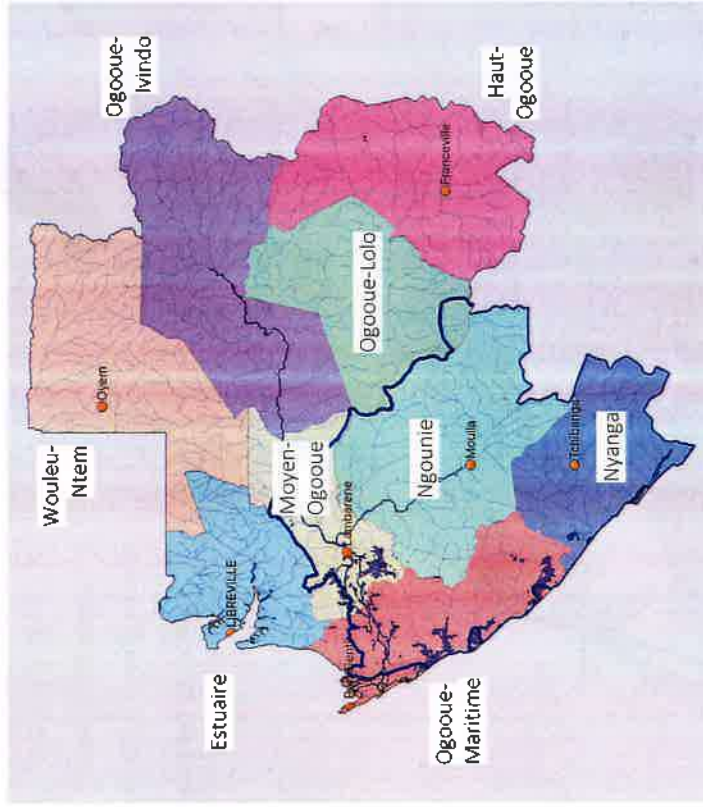 Wouleu-
Ntem
Ogooue-
Ivindo
Oyem
Estuaire
LIBREVILLE
Moyen-
Ogooue
Lambarene
Ogooue-Lolo
Haut-
Ogooue
Franceville
Ngounie
Mouila
Ogooue-
Maritime
Tchibanga
Nyanga